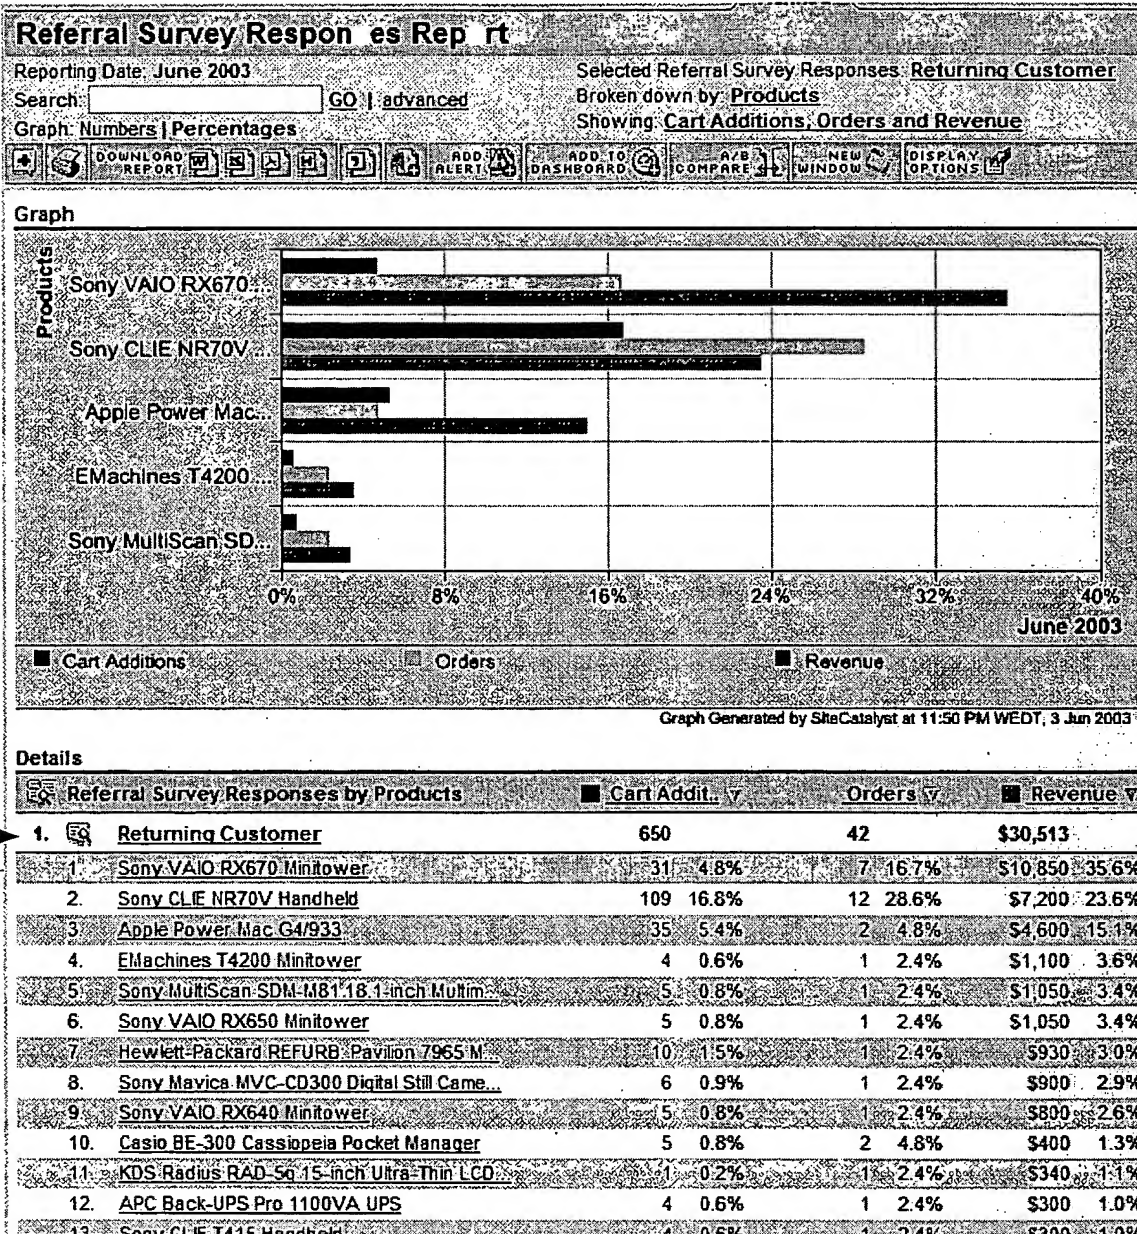 Referral Survey Respon es Rep rt
Reporting Date: June 2003
Selected Referral Survey Responses: Returning Customer
Search: GO | advanced
Broken down by: Products
Graph: Numbers | Percentages
Showing: Cart Additions, Orders and Revenue
DOWNLOAD REPORT
ADD ALERT
ADD TO DASHBOARD
A/B COMPARE
NEW WINDOW
DISPLAY OPTIONS
Graph
Products
Sony VAIO RX670...
Sony CLIE NR70V ...
Apple Power Mac...
EMachines T4200 ...
Sony MultiScan SD...
0% 8% 16% 24% 32% 40%
June 2003
Cart Additions Orders Revenue
Graph Generated by SiteCatalyst at 11:50 PM WEDT, 3 Jun 2003
Details
Referral Survey Responses by Products Cart Addit.. Orders Revenue
1. Returning Customer 650 42 $30,513
1. Sony VAIO RX670 Minitower 31 4.8% 7 16.7% $10,850 35.6%
2. Sony CLIE NR70V Handheld 109 16.8% 12 28.6% $7,200 23.6%
3. Apple Power Mac G4/933 35 5.4% 2 4.8% $4,600 15.1%
4. EMachines T4200 Minitower 4 0.6% 1 2.4% $1,100 3.6%
5. Sony MultiScan SDM-M81 18.1-inch Multim... 5 0.8% 1 2.4% $1,050 3.4%
6. Sony VAIO RX650 Minitower 5 0.8% 1 2.4% $1,050 3.4%
7. Hewlett-Packard REFURB: Pavilion 7965 M... 10 1.5% 1 2.4% $930 3.0%
8. Sony Mavica MVC-CD300 Digital Still Came... 6 0.9% 1 2.4% $900 2.9%
9. Sony VAIO RX640 Minitower 5 0.8% 1 2.4% $800 2.6%
10. Casio BE-300 Cassiopeia Pocket Manager 5 0.8% 2 4.8% $400 1.3%
11. KDS Radius RAD-5q 15-inch Ultra-Thin LCD... 1 0.2% 1 2.4% $340 1.1%
12. APC Back-UPS Pro 1100VA UPS 4 0.6% 1 2.4% $300 1.0%
13. Sony CLIE T415 Handheld 4 0.6% 1 2.4% $300 1.0%